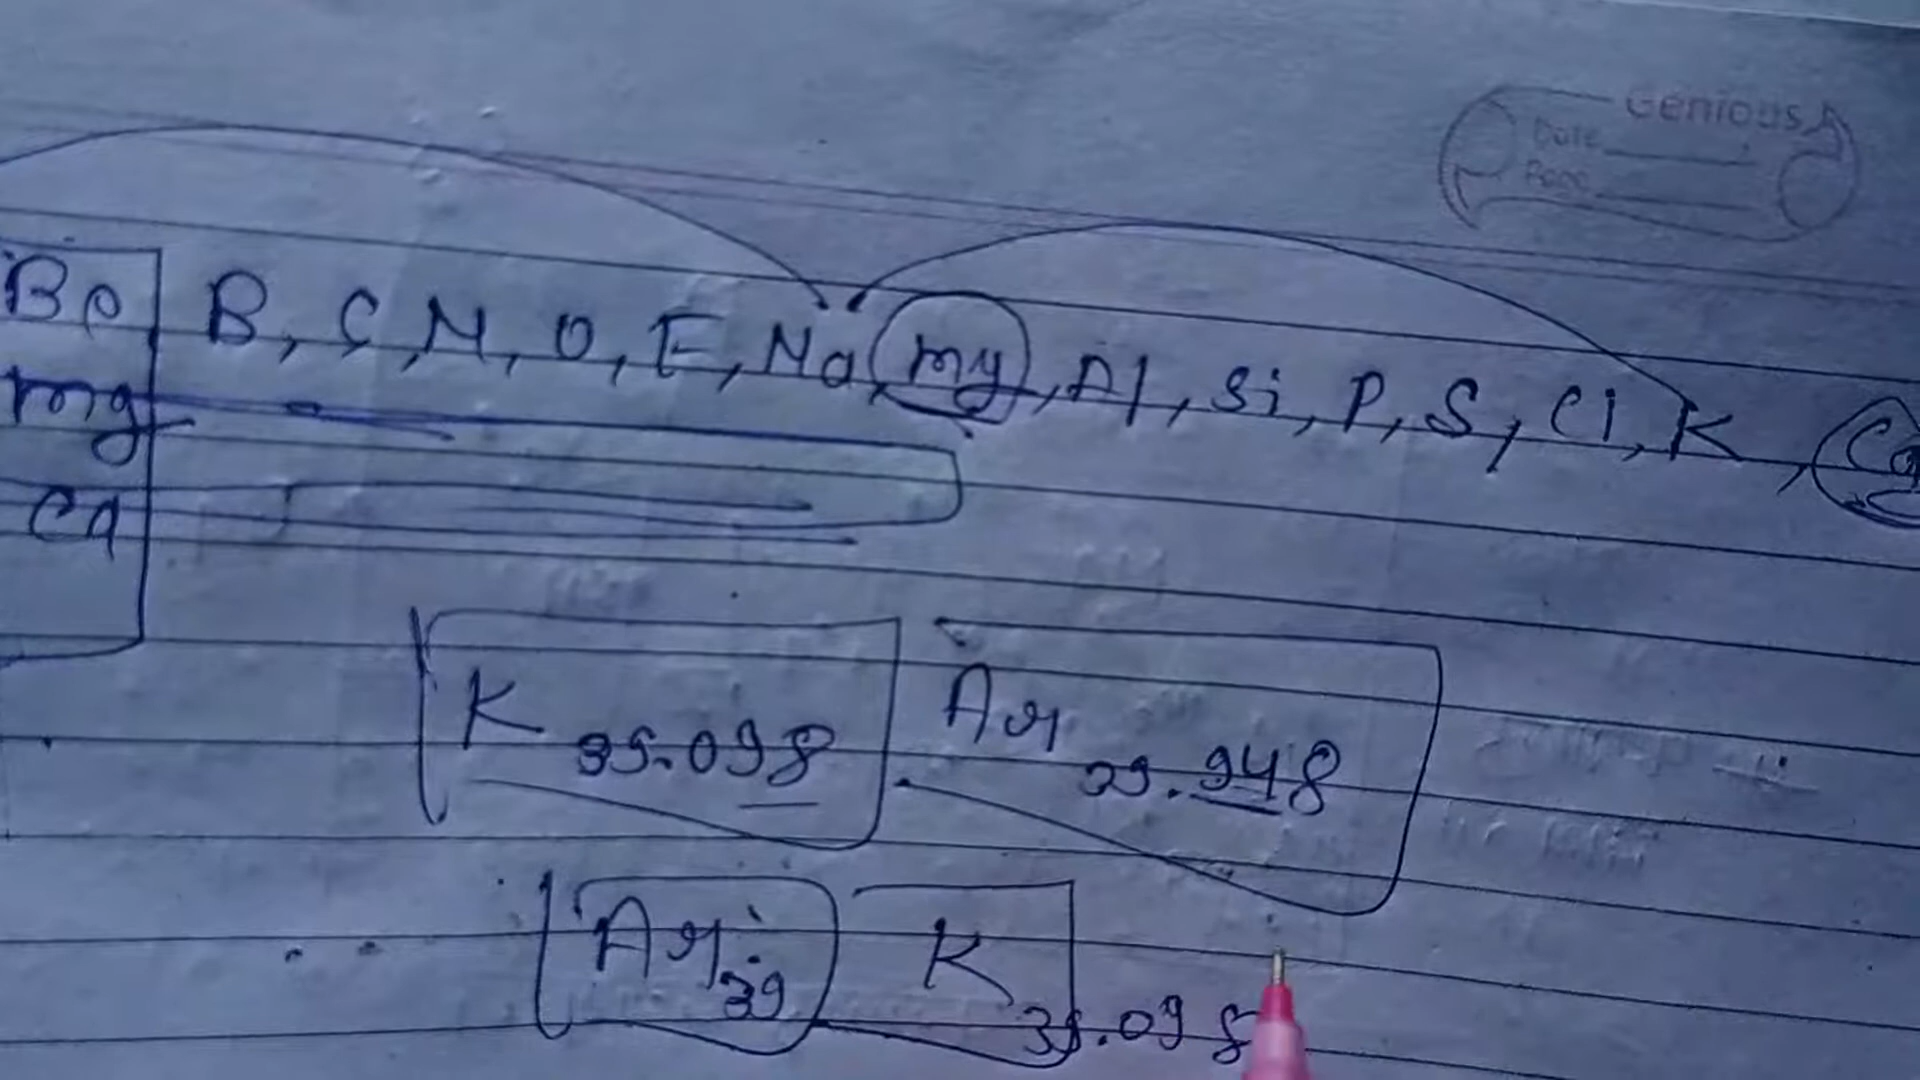 Genious
Date
Page
Be B, C, N, O, F, Na, mg, Al, Si, P, S, Cl, K, Ca
mg
Ca
K 39.098 Ar 39.948
Ar 39 K 39.098